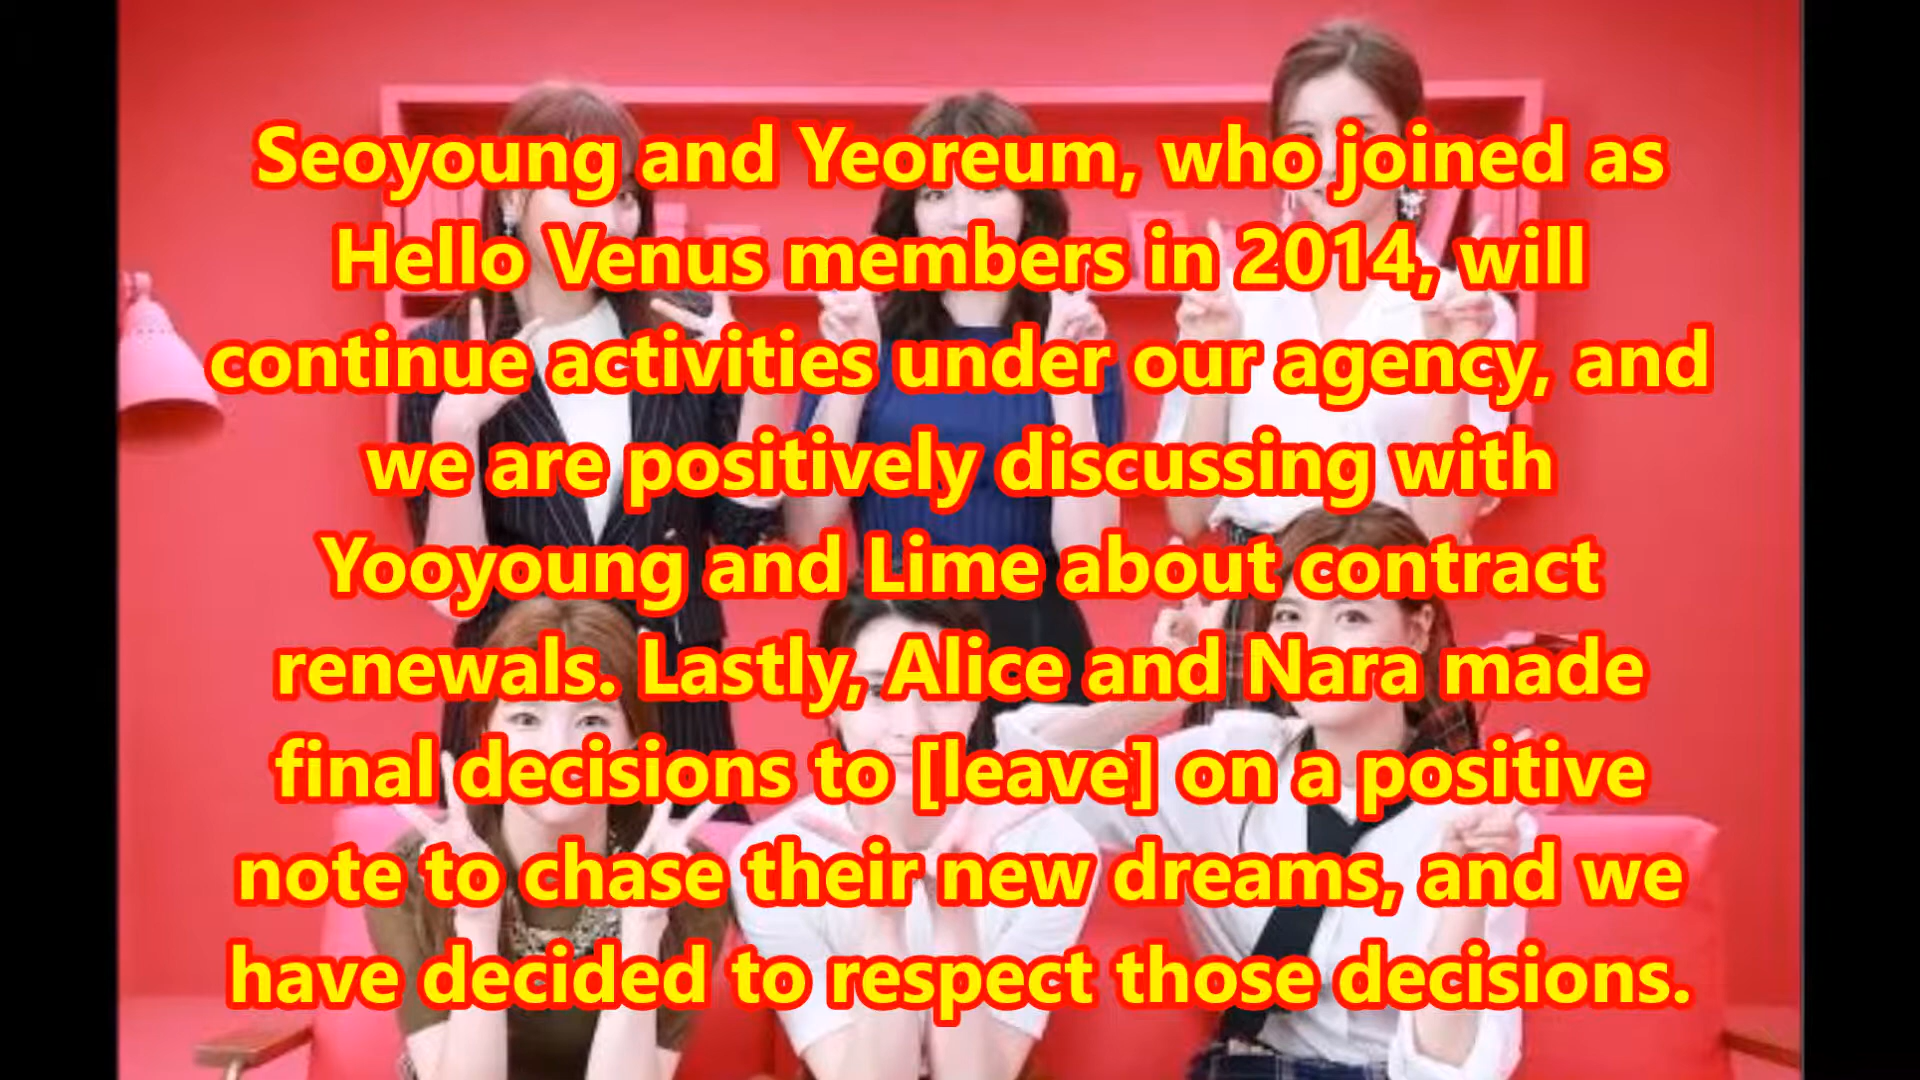 Seoyoung and Yeoreum, who joined as
Hello Venus members in 2014, will
continue activities under our agency, and
we are positively discussing with
Yooyoung and Lime about contract
renewals. Lastly, Alice and Nara made
final decisions to [leave] on a positive
note to chase their new dreams, and we
have decided to respect those decisions.